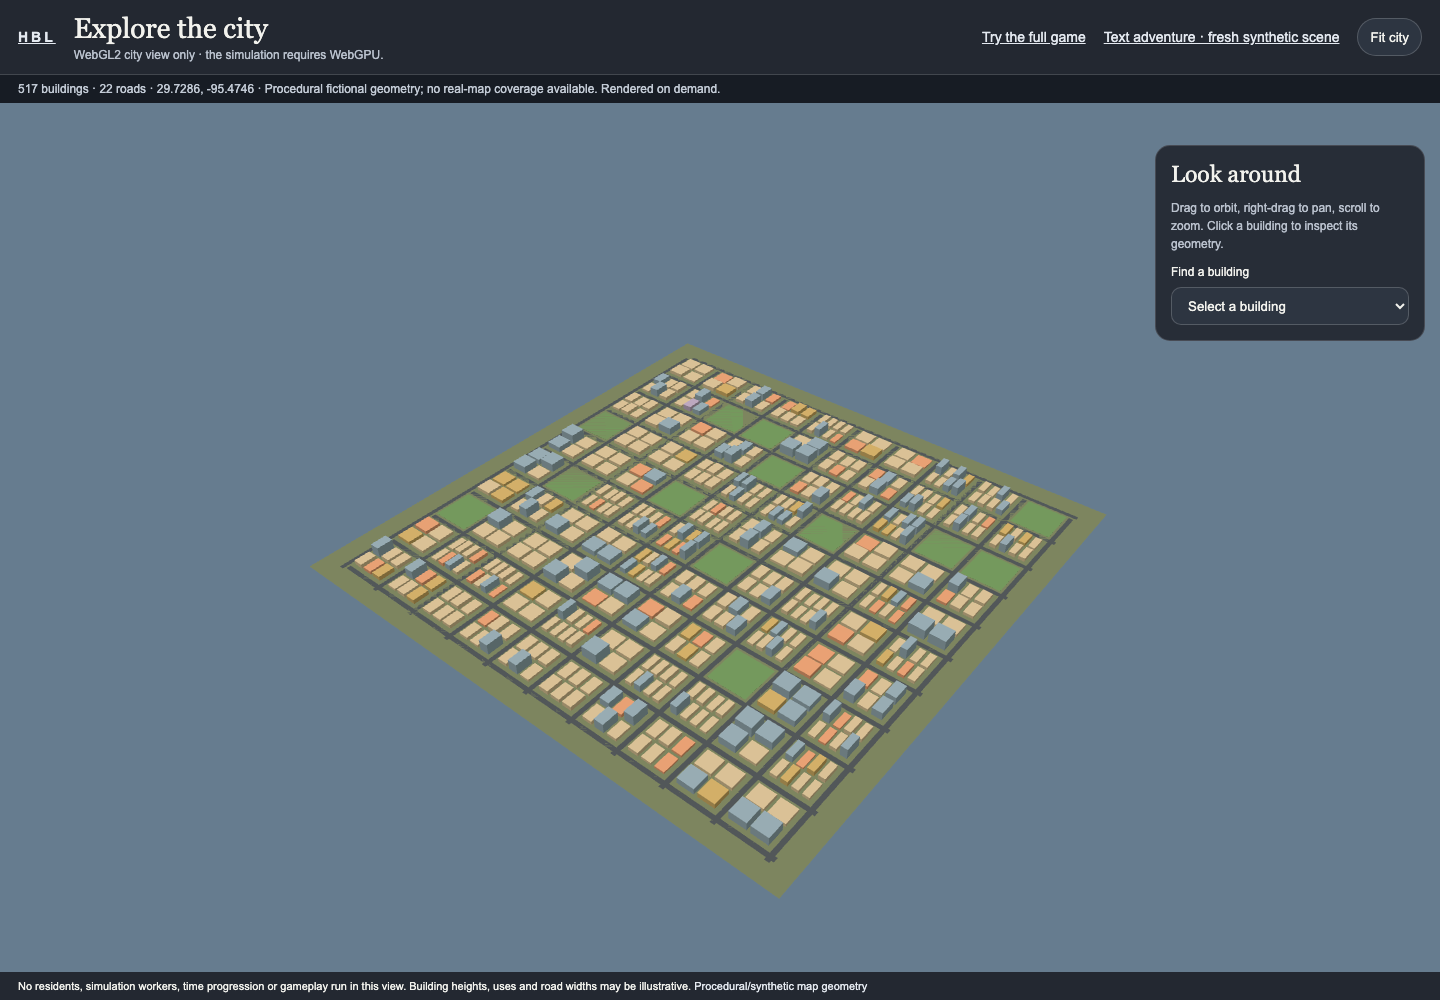 HBL
Explore the city
WebGL2 city view only · the simulation requires WebGPU.
Try the full game
Text adventure · fresh synthetic scene
Fit city
517 buildings · 22 roads · 29.7286, -95.4746 · Procedural fictional geometry; no real-map coverage available. Rendered on demand.
Look around
Drag to orbit, right-drag to pan, scroll to
zoom. Click a building to inspect its
geometry.
Find a building
Select a building
No residents, simulation workers, time progression or gameplay run in this view. Building heights, uses and road widths may be illustrative. Procedural/synthetic map geometry